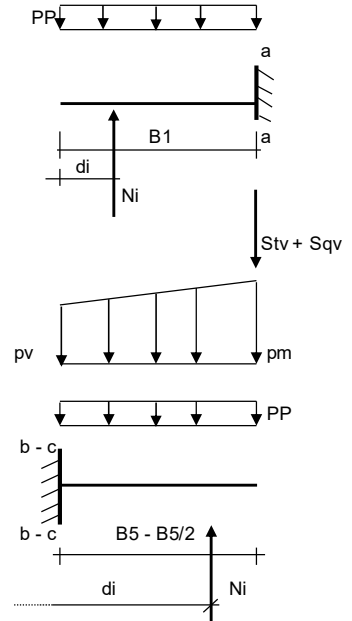 PP
a
B1
a
di
Ni
Stv + Sqv
pv
pm
PP
b - c
b - c
B5 - B5/2
di
Ni